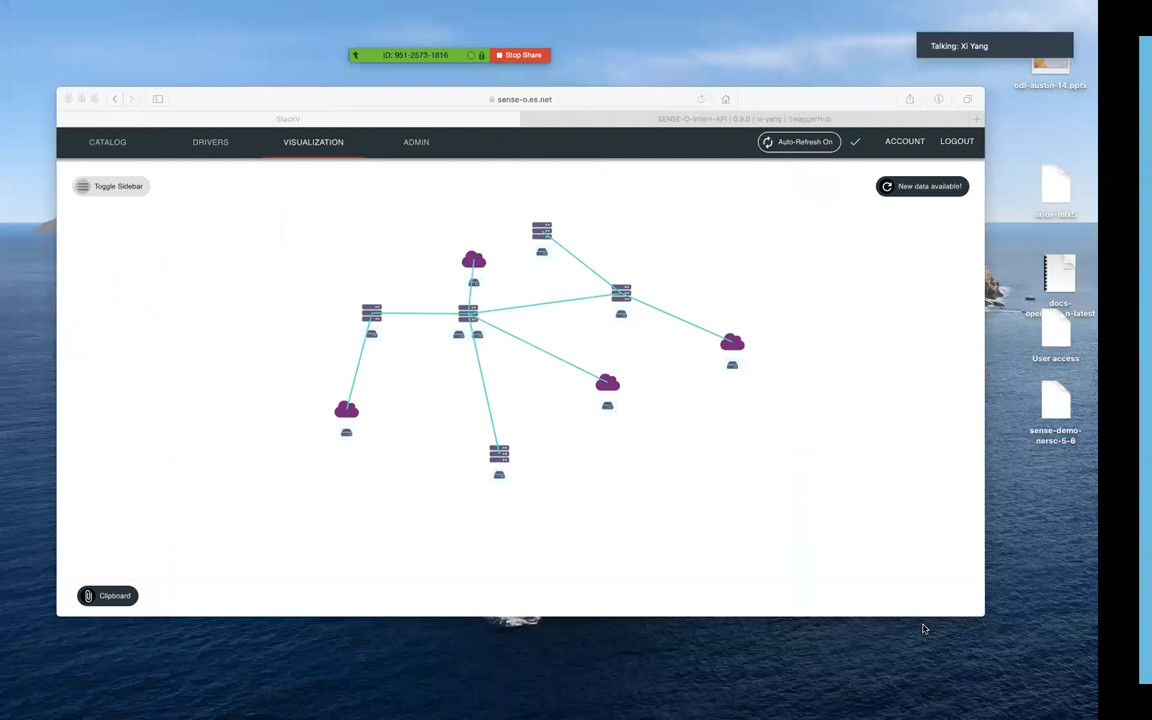 Talking: Xi Yang
ID: 951-2573-1816
Stop Share
odl-austin-14.pptx
sense-o.es.net
StackV
SENSE-O-Intern-API | 0.9.0 | xi-yang | SwaggerHub
CATALOG
DRIVERS
VISUALIZATION
ADMIN
Auto-Refresh On
ACCOUNT
LOGOUT
Toggle Sidebar
New data available!
docs-
User access
sense-demo-
nersc-5-6
Clipboard